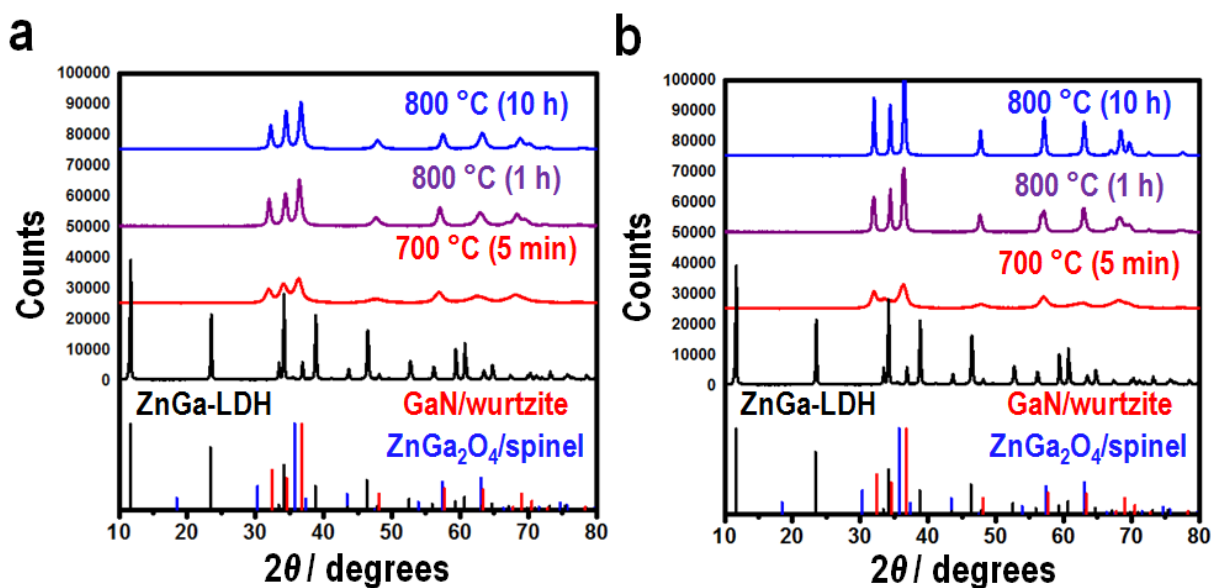 a
100000
90000
80000
70000
60000
50000
40000
30000
20000
10000
0
Counts
800 °C (10 h)
800 °C (1 h)
700 °C (5 min)
ZnGa-LDH
GaN/wurtzite
ZnGa2O4/spinel
10 20 30 40 50 60 70 80
2θ / degrees
b
100000
90000
80000
70000
60000
50000
40000
30000
20000
10000
0
Counts
800 °C (10 h)
800 °C (1 h)
700 °C (5 min)
ZnGa-LDH
GaN/wurtzite
ZnGa2O4/spinel
10 20 30 40 50 60 70 80
2θ / degrees